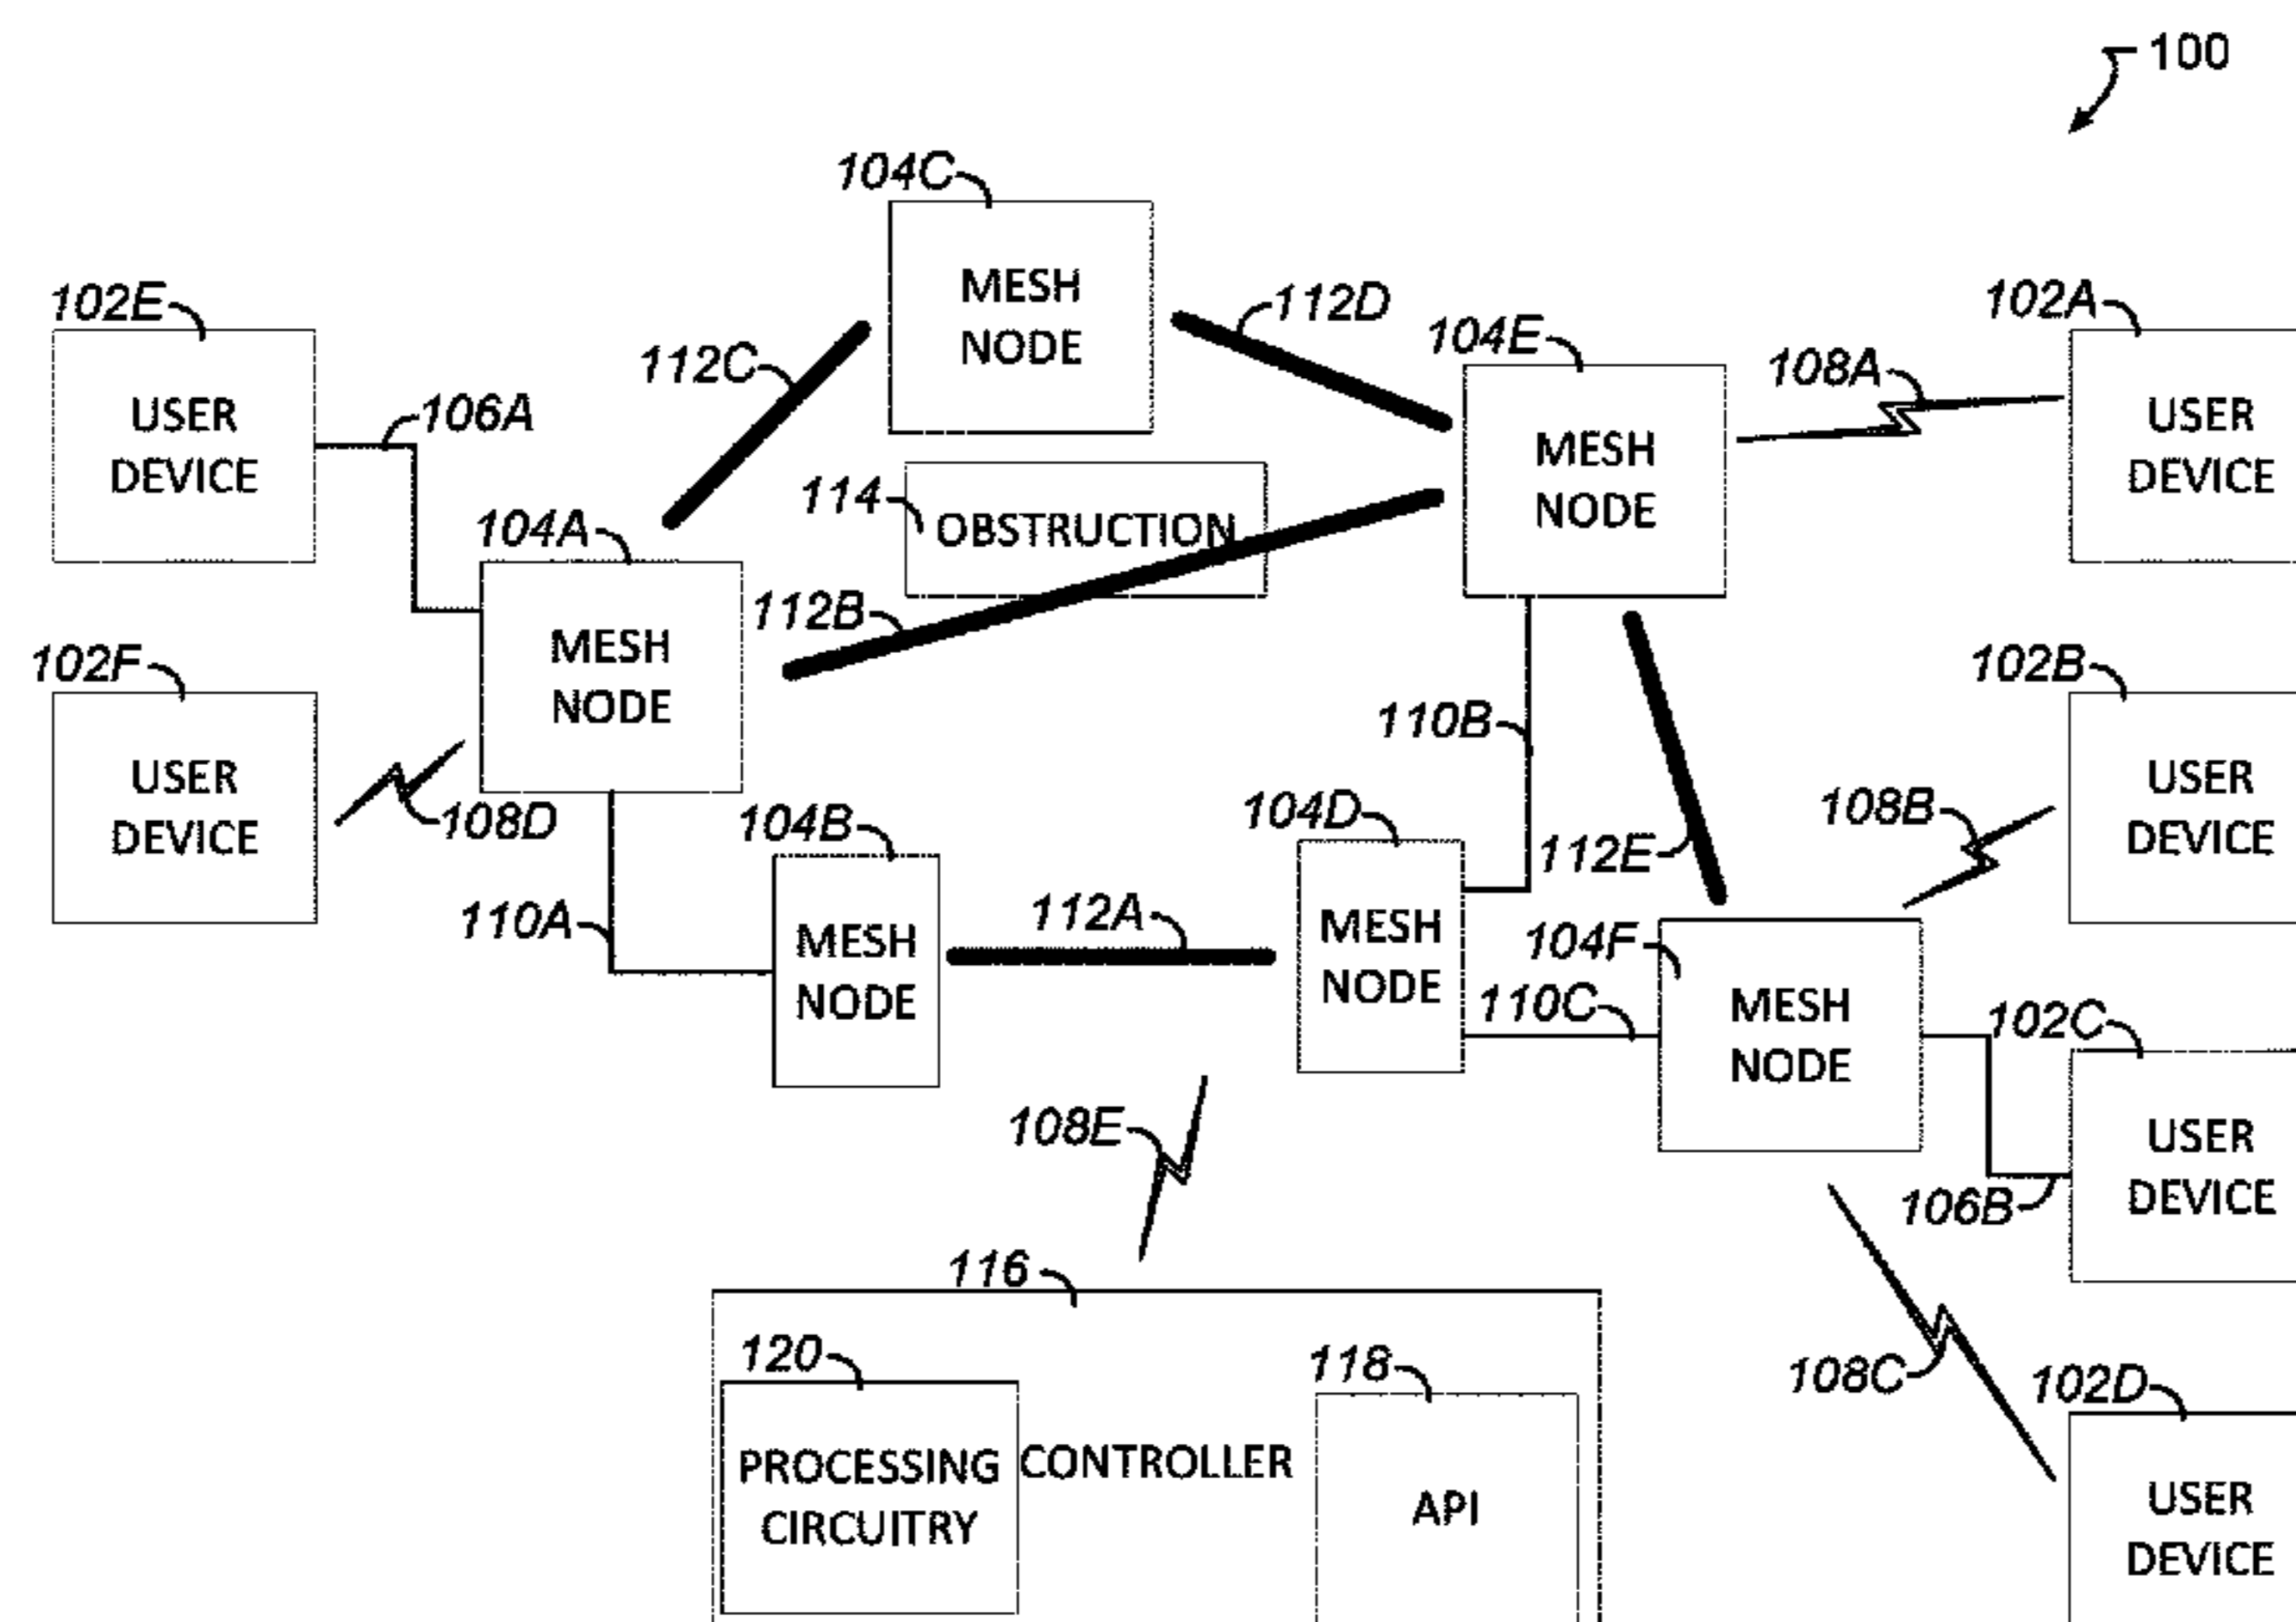 100
104C
MESH
NODE
102E
USER
DEVICE
106A
112C
112D
104E
MESH
NODE
108A
102A
USER
DEVICE
114
OBSTRUCTION
104A
MESH
NODE
112B
102F
USER
DEVICE
108D
110A
104B
MESH
NODE
112A
104D
MESH
NODE
110B
112E
108B
102B
USER
DEVICE
104F
MESH
NODE
110C
102C
USER
DEVICE
106B
108E
108C
102D
USER
DEVICE
116
120
PROCESSING
CIRCUITRY
CONTROLLER
118
API